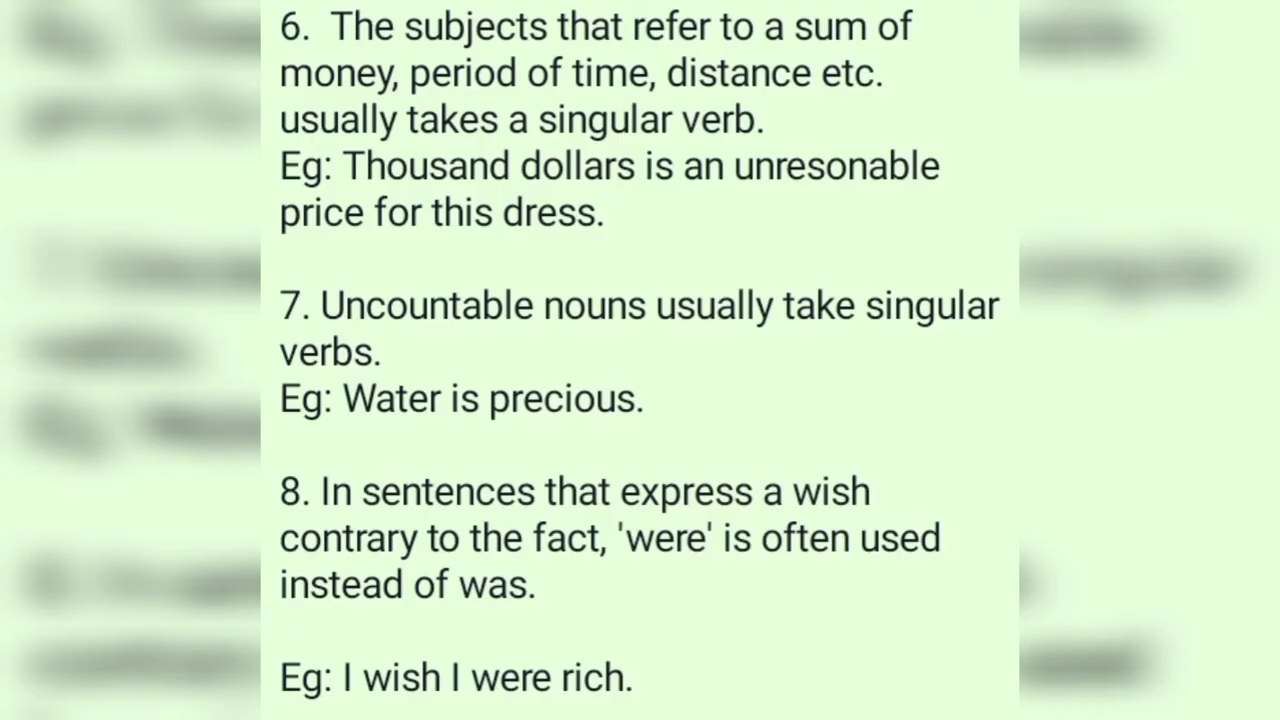 6.  The subjects that refer to a sum of
money, period of time, distance etc.
usually takes a singular verb.
Eg: Thousand dollars is an unresonable
price for this dress.
7. Uncountable nouns usually take singular
verbs.
Eg: Water is precious.
8. In sentences that express a wish
contrary to the fact, 'were' is often used
instead of was.
Eg: I wish I were rich.